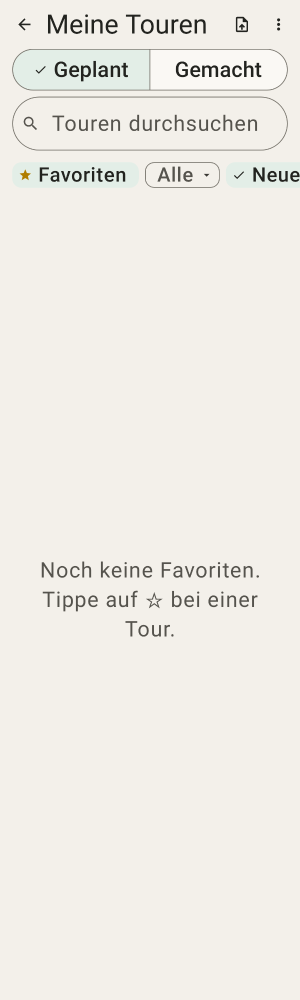 Meine Touren
Geplant
Gemacht
Touren durchsuchen
Favoriten
Alle
Neue
Noch keine Favoriten.
Tippe auf ☆ bei einer
Tour.